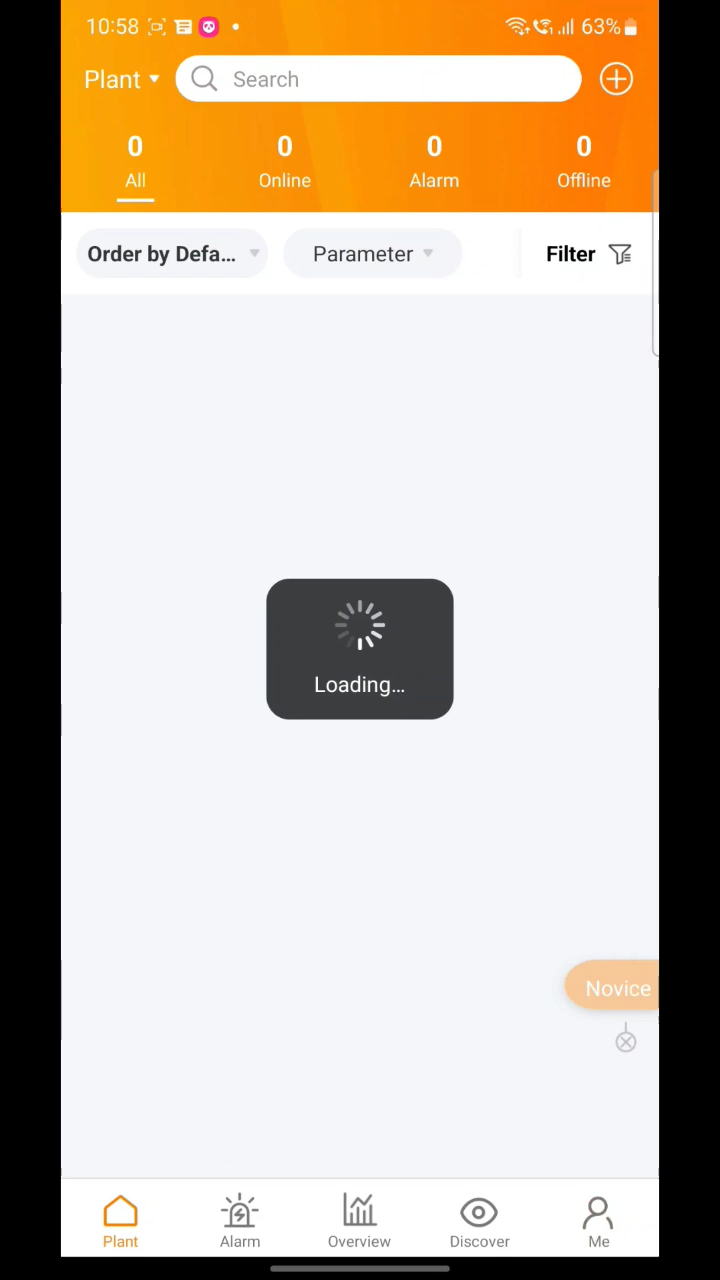 10:58 63%
Plant Search
0 0 0 0
All Online Alarm Offline
Order by Defa... Parameter Filter
Loading...
Novice
Plant Alarm Overview Discover Me